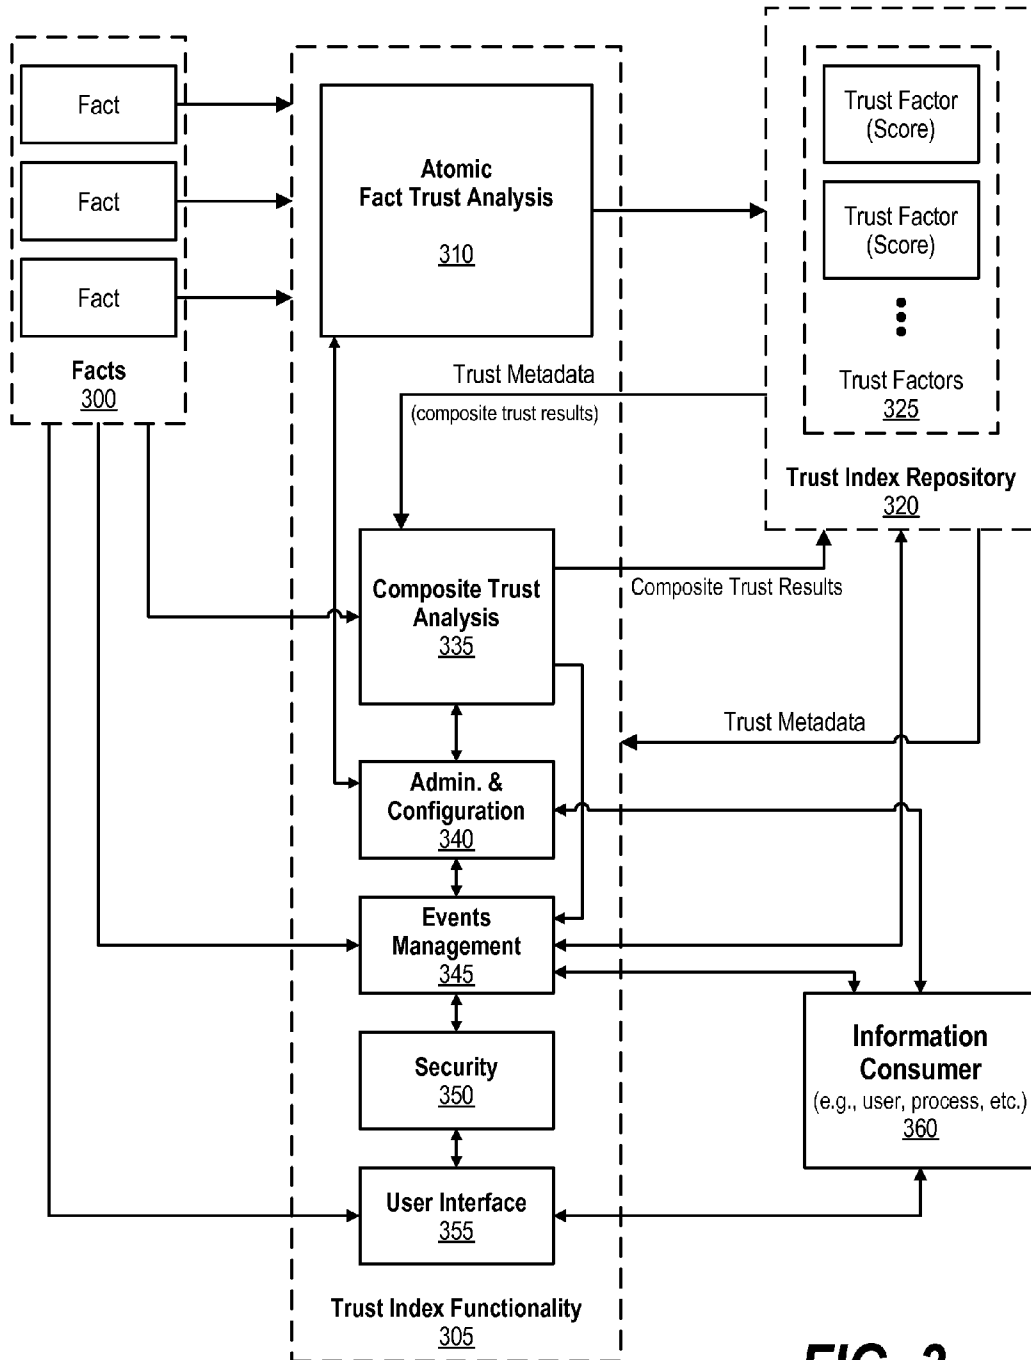 Fact
Fact
Fact
Facts
300
Atomic
Fact Trust Analysis
310
Trust Factor
(Score)
Trust Factor
(Score)
Trust Factors
325
Trust Index Repository
320
Trust Metadata
(composite trust results)
Composite Trust
Analysis
335
Composite Trust Results
Trust Metadata
Admin. &
Configuration
340
Events
Management
345
Security
350
User Interface
355
Information
Consumer
(e.g., user, process, etc.)
360
Trust Index Functionality
305